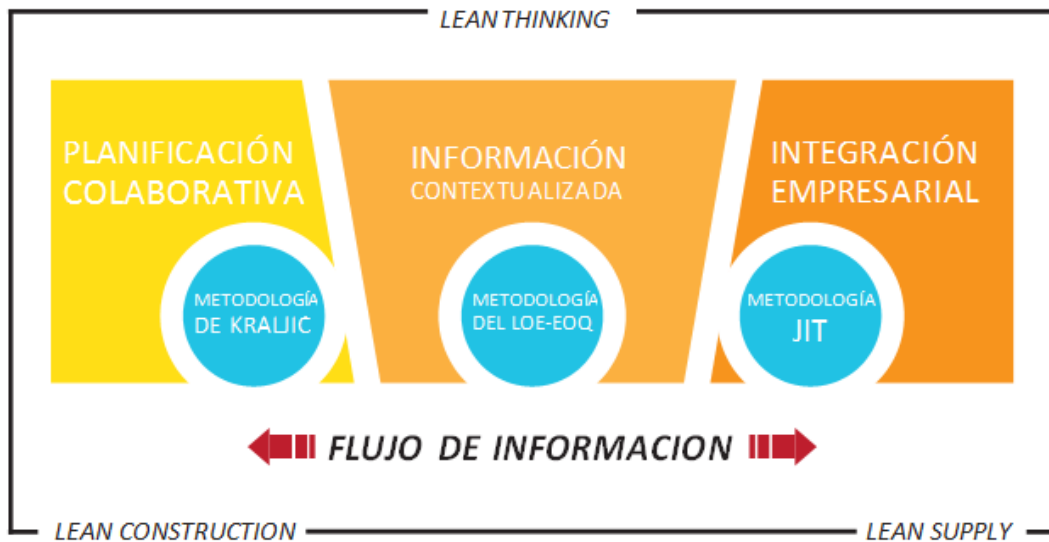 LEAN THINKING
PLANIFICACIÓN
COLABORATIVA
INFORMACIÓN
CONTEXTUALIZADA
INTEGRACIÓN
EMPRESARIAL
METODOLOGÍA
DE KRALJIC
METODOLOGÍA
DEL LOE-EOQ
METODOLOGÍA
JIT
FLUJO DE INFORMACION
LEAN CONSTRUCTION
LEAN SUPPLY